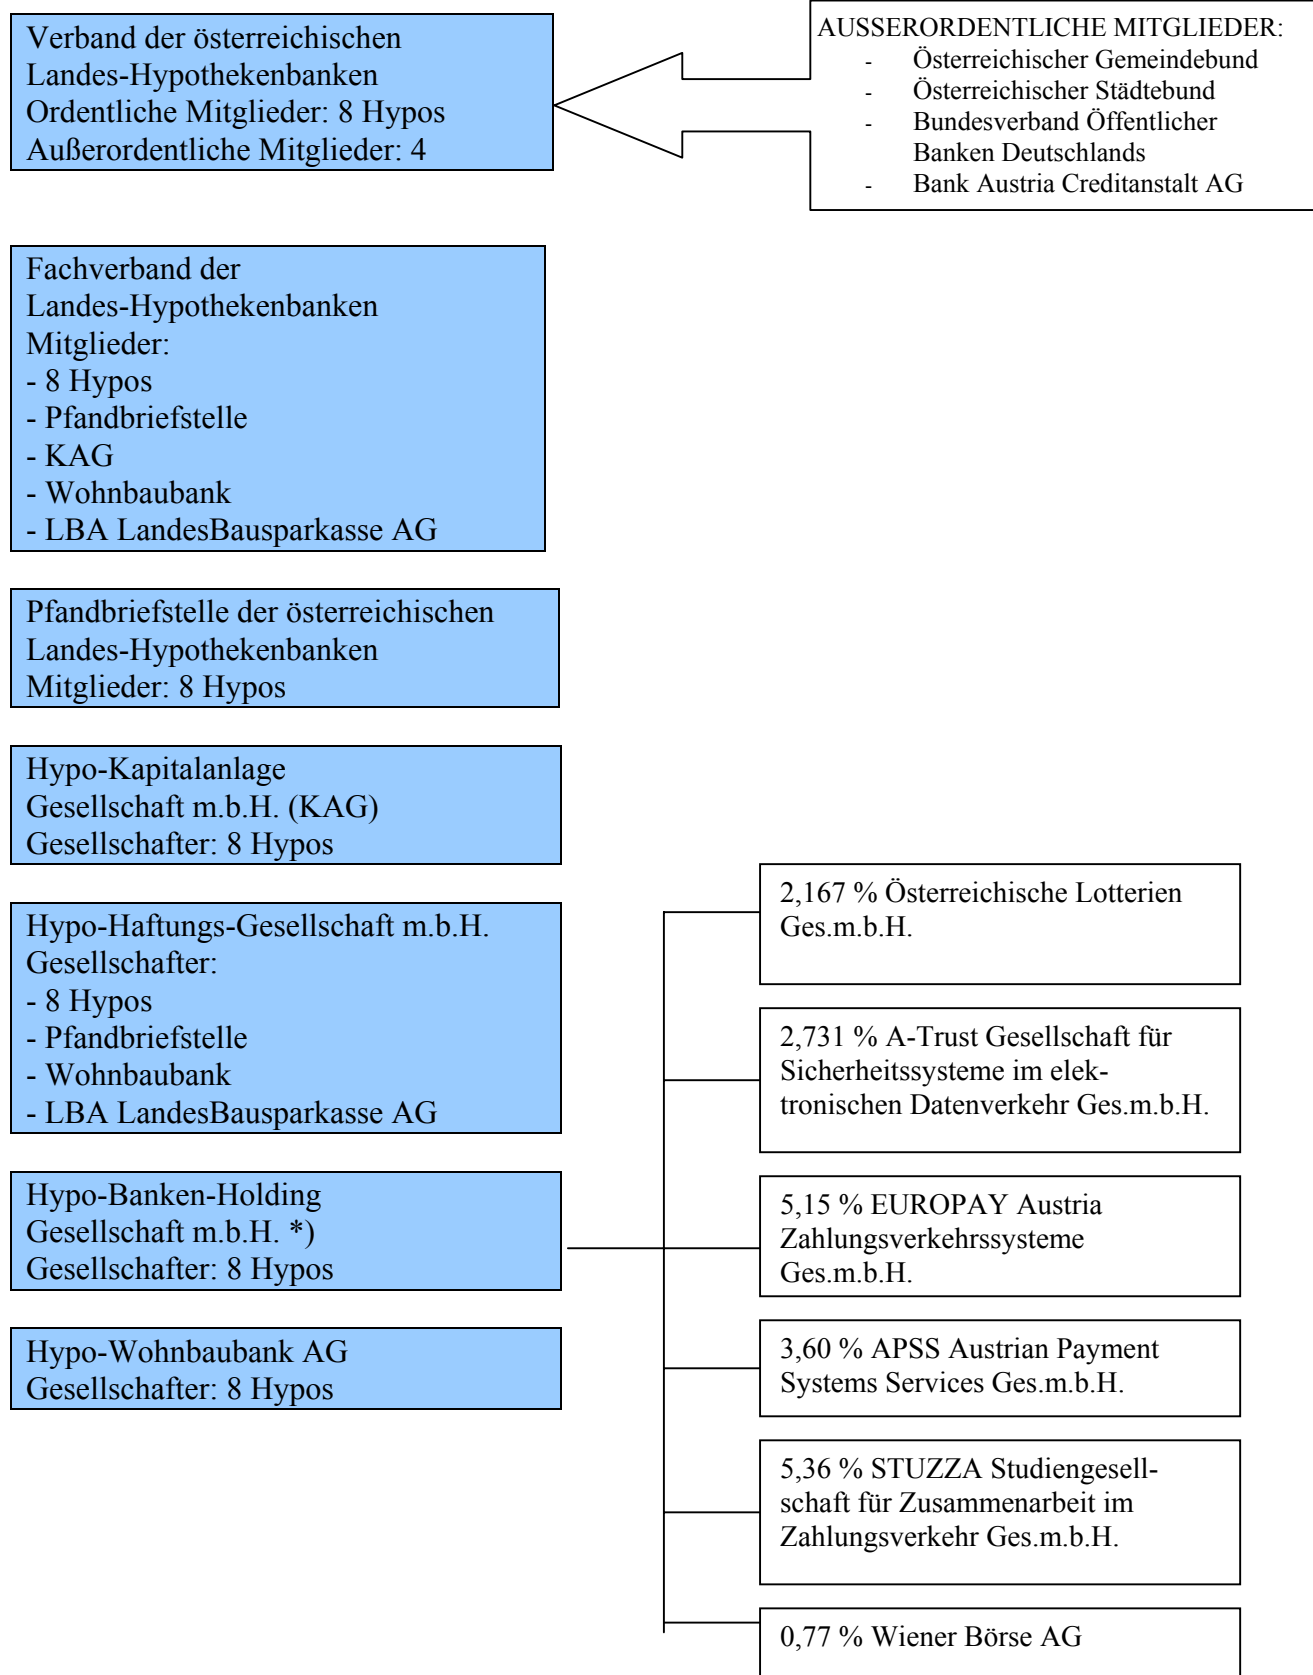 Verband der österreichischen
Landes-Hypothekenbanken
Ordentliche Mitglieder: 8 Hypos
Außerordentliche Mitglieder: 4
AUSSERORDENTLICHE MITGLIEDER:
- Österreichischer Gemeindebund
- Österreichischer Städtebund
- Bundesverband Öffentlicher
Banken Deutschlands
- Bank Austria Creditanstalt AG
Fachverband der
Landes-Hypothekenbanken
Mitglieder:
- 8 Hypos
- Pfandbriefstelle
- KAG
- Wohnbaubank
- LBA LandesBausparkasse AG
Pfandbriefstelle der österreichischen
Landes-Hypothekenbanken
Mitglieder: 8 Hypos
Hypo-Kapitalanlage
Gesellschaft m.b.H. (KAG)
Gesellschafter: 8 Hypos
Hypo-Haftungs-Gesellschaft m.b.H.
Gesellschafter:
- 8 Hypos
- Pfandbriefstelle
- Wohnbaubank
- LBA LandesBausparkasse AG
Hypo-Banken-Holding
Gesellschaft m.b.H. *)
Gesellschafter: 8 Hypos
Hypo-Wohnbaubank AG
Gesellschafter: 8 Hypos
2,167 % Österreichische Lotterien
Ges.m.b.H.
2,731 % A-Trust Gesellschaft für
Sicherheitssysteme im elek-
tronischen Datenverkehr Ges.m.b.H.
5,15 % EUROPAY Austria
Zahlungsverkehrssysteme
Ges.m.b.H.
3,60 % APSS Austrian Payment
Systems Services Ges.m.b.H.
5,36 % STUZZA Studiengesell-
schaft für Zusammenarbeit im
Zahlungsverkehr Ges.m.b.H.
0,77 % Wiener Börse AG